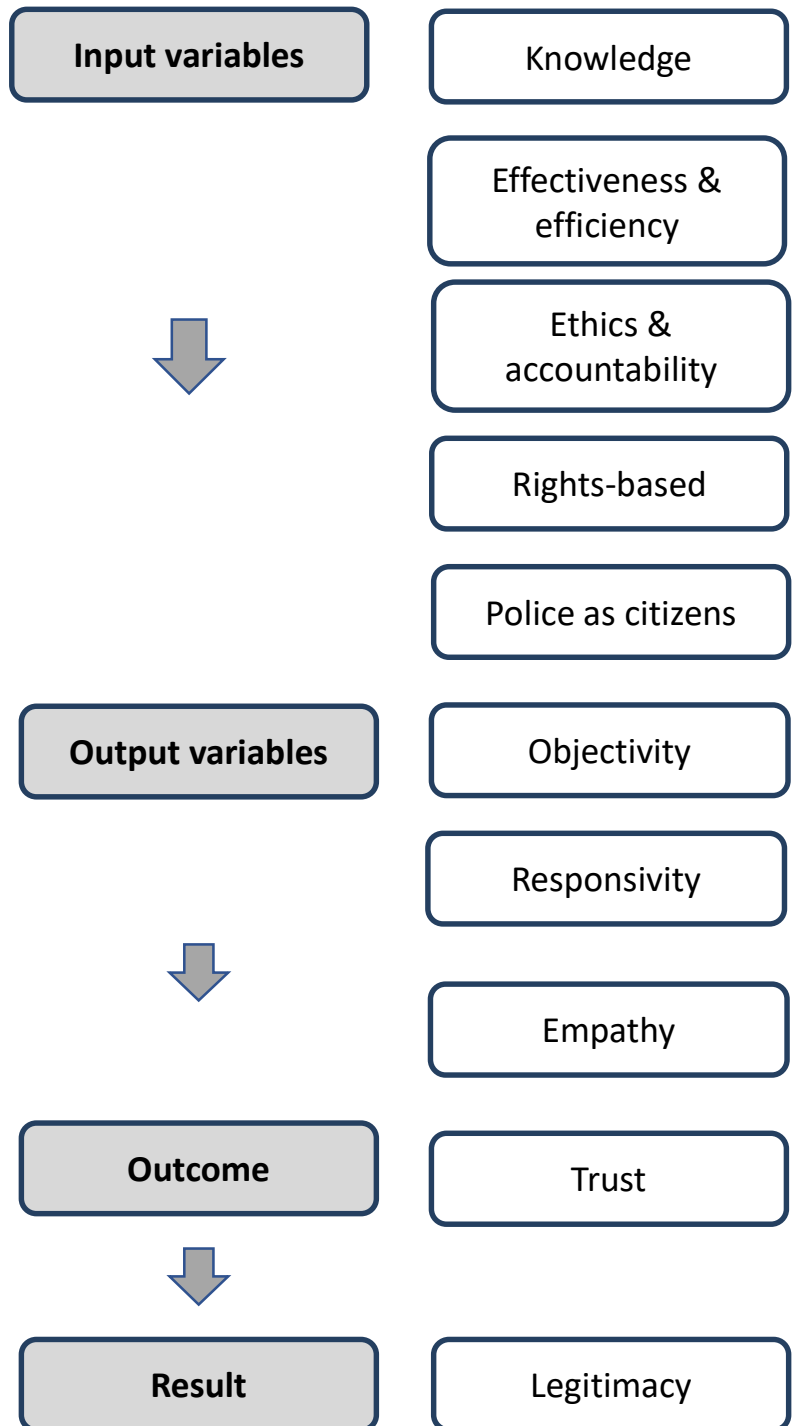 Input variables
Knowledge
Effectiveness &
efficiency
Ethics &
accountability
Rights-based
Police as citizens
Output variables
Objectivity
Responsivity
Empathy
Outcome
Trust
Result
Legitimacy